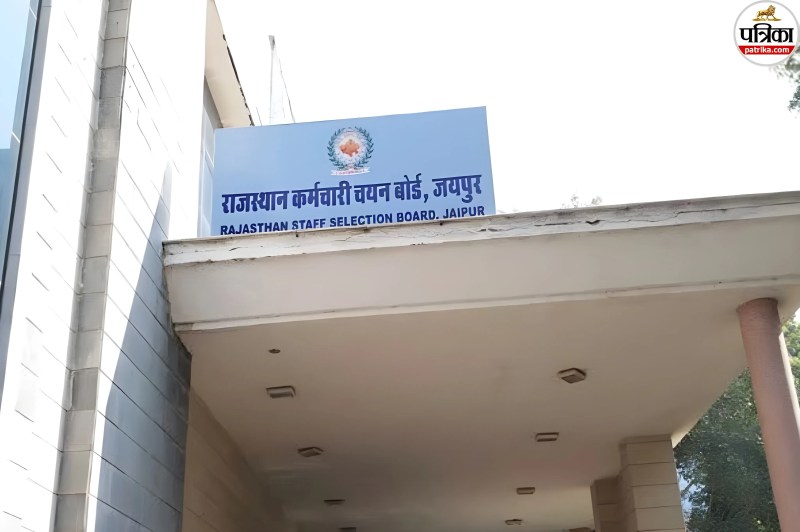 पत्रिका
patrika.com
राजस्थान कर्मचारी चयन बोर्ड, जयपुर
RAJASTHAN STAFF SELECTION BOARD, JAIPUR